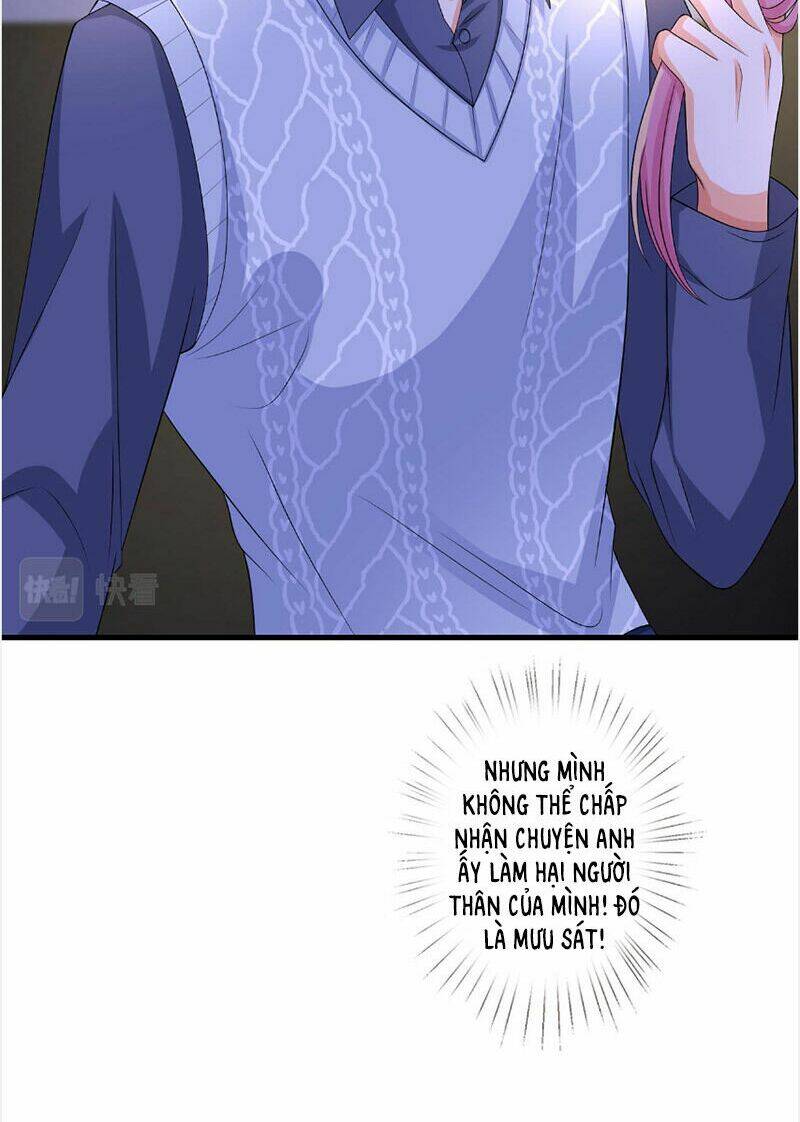 快看! 快看
NHƯNG MÌNH
KHÔNG THỂ CHẤP
NHẬN CHUYỆN ANH
ẤY LÀM HẠI NGƯỜI
THÂN CỦA MÌNH! ĐÓ
LÀ MƯU SÁT!